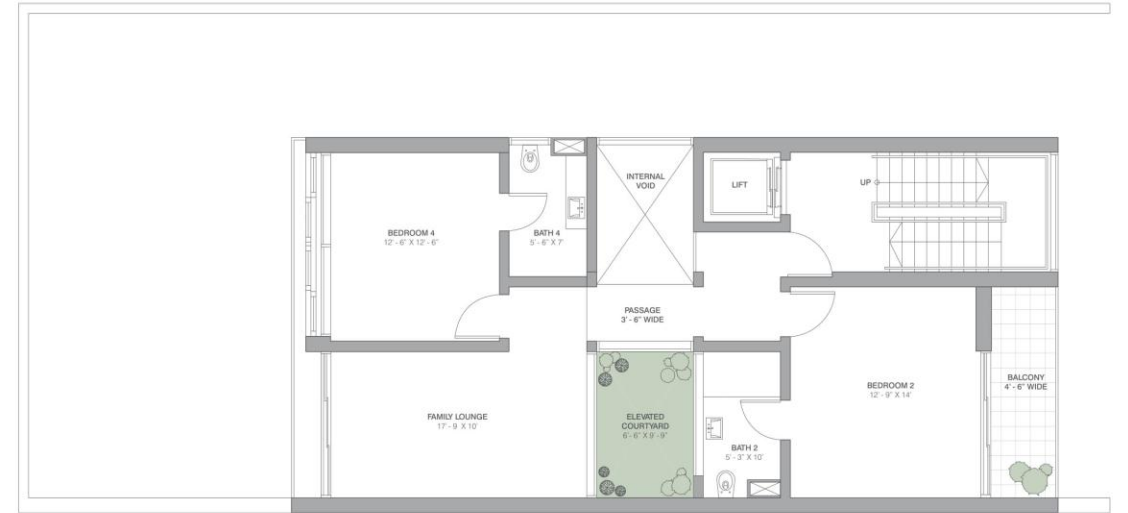 INTERNAL
VOID
LIFT
UP
BEDROOM 4
12' - 6" X 12' - 6"
BATH 4
5' - 6" X 7'
PASSAGE
3' - 6" WIDE
BALCONY
4' - 6" WIDE
BEDROOM 2
12' - 9" X 14'
FAMILY LOUNGE
17' - 9 X 10'
ELEVATED
COURTYARD
6'- 6" X 9' - 9"
BATH 2
5' - 3" X 10'